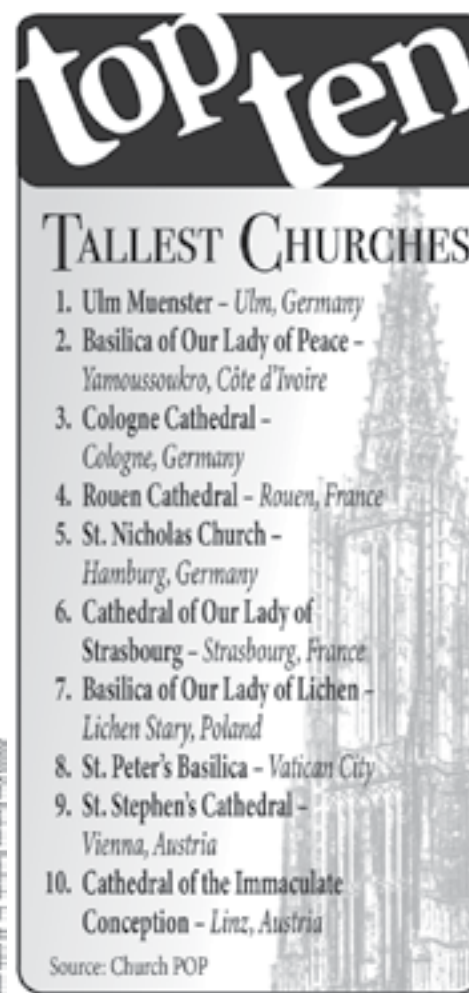 top ten
TALLEST CHURCHES
1. Ulm Muenster – Ulm, Germany
2. Basilica of Our Lady of Peace –
Yamoussoukro, Côte d'Ivoire
3. Cologne Cathedral –
Cologne, Germany
4. Rouen Cathedral – Rouen, France
5. St. Nicholas Church –
Hamburg, Germany
6. Cathedral of Our Lady of
Strasbourg – Strasbourg, France
7. Basilica of Our Lady of Lichen –
Lichen Stary, Poland
8. St. Peter's Basilica – Vatican City
9. St. Stephen's Cathedral –
Vienna, Austria
10. Cathedral of the Immaculate
Conception – Linz, Austria
Source: Church POP